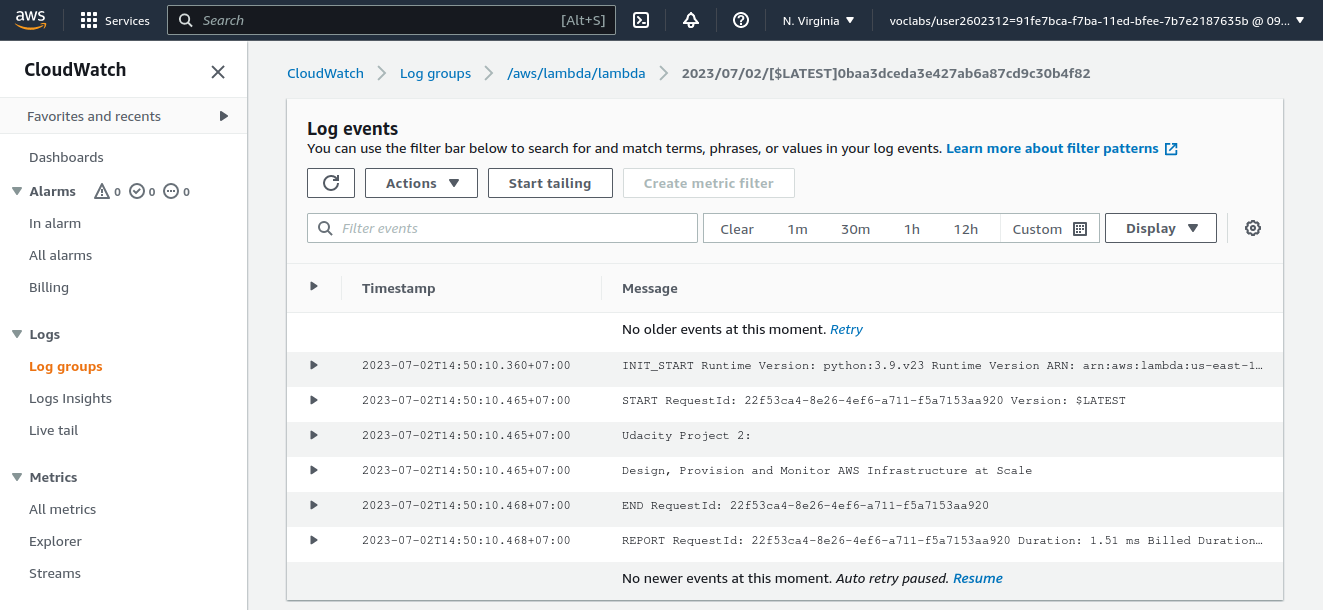 aws
Services
Search
[Alt+S]
N. Virginia
voclabs/user2602312=91fe7bca-f7ba-11ed-bfee-7b7e2187635b @ 09...
CloudWatch
Favorites and recents
Dashboards
Alarms 0 0 0
In alarm
All alarms
Billing
Logs
Log groups
Logs Insights
Live tail
Metrics
All metrics
Explorer
Streams
CloudWatch
Log groups
/aws/lambda/lambda
2023/07/02/[$LATEST]0baa3dceda3e427ab6a87cd9c30b4f82
Log events
You can use the filter bar below to search for and match terms, phrases, or values in your log events. Learn more about filter patterns
Actions
Start tailing
Create metric filter
Filter events
Clear 1m 30m 1h 12h Custom
Display
Timestamp Message
No older events at this moment. Retry
2023-07-02T14:50:10.360+07:00 INIT_START Runtime Version: python:3.9.v23 Runtime Version ARN: arn:aws:lambda:us-east-1...
2023-07-02T14:50:10.465+07:00 START RequestId: 22f53ca4-8e26-4ef6-a711-f5a7153aa920 Version: $LATEST
2023-07-02T14:50:10.465+07:00 Udacity Project 2:
2023-07-02T14:50:10.465+07:00 Design, Provision and Monitor AWS Infrastructure at Scale
2023-07-02T14:50:10.468+07:00 END RequestId: 22f53ca4-8e26-4ef6-a711-f5a7153aa920
2023-07-02T14:50:10.468+07:00 REPORT RequestId: 22f53ca4-8e26-4ef6-a711-f5a7153aa920 Duration: 1.51 ms Billed Duration...
No newer events at this moment. Auto retry paused. Resume